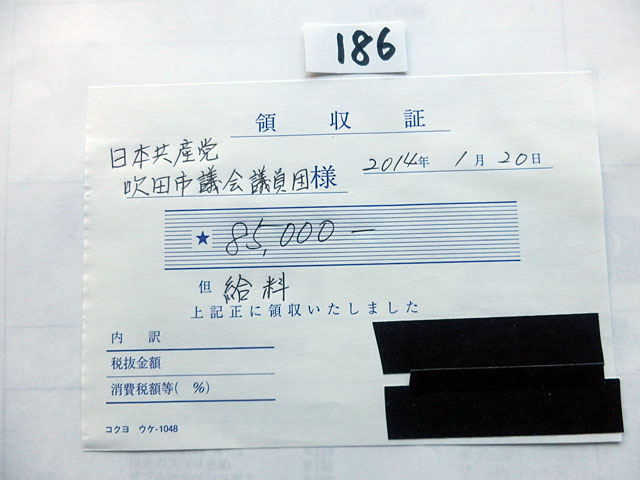 186
領収証
日本共産党
吹田市議会議員団様
2014年1月20日
★ 85,000―
但 給料
上記正に領収いたしました
内訳
税抜金額
消費税額等( %)
コクヨ ウケ-1048